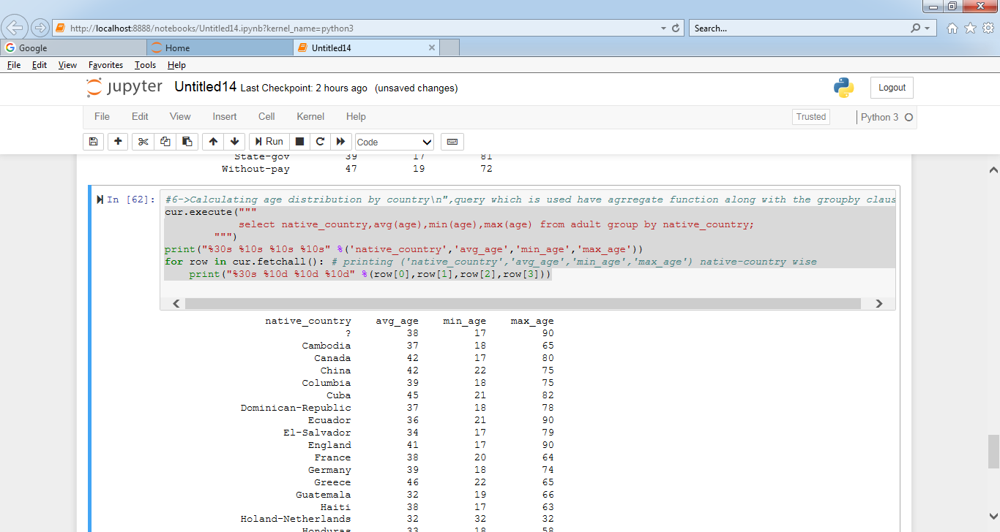 http://localhost:8888/notebooks/Untitled14.ipynb?kernel_name=python3
Search...
Google
Home
Untitled14
File Edit View Favorites Tools Help
jupyter Untitled14 Last Checkpoint: 2 hours ago (unsaved changes)
Logout
File Edit View Insert Cell Kernel Help
Trusted
Python 3
Run
Code
State-gov 39 17 81
Without-pay 47 19 72
In [62]:
#6->Calculating age distribution by country\n",query which is used have agrregate function along with the groupby claus
cur.execute("""
select native_country,avg(age),min(age),max(age) from adult group by native_country;
""")
print("%30s %10s %10s %10s" %('native_country','avg_age','min_age','max_age'))
for row in cur.fetchall(): # printing ('native_country','avg_age','min_age','max_age') native-country wise
print("%30s %10d %10d %10d" %(row[0],row[1],row[2],row[3]))
native_country avg_age min_age max_age
? 38 17 90
Cambodia 37 18 65
Canada 42 17 80
China 42 22 75
Columbia 39 18 75
Cuba 45 21 82
Dominican-Republic 37 18 78
Ecuador 36 21 90
El-Salvador 34 17 79
England 41 17 90
France 38 20 64
Germany 39 18 74
Greece 46 22 65
Guatemala 32 19 66
Haiti 38 17 63
Holand-Netherlands 32 32 32
Honduras 33 18 58